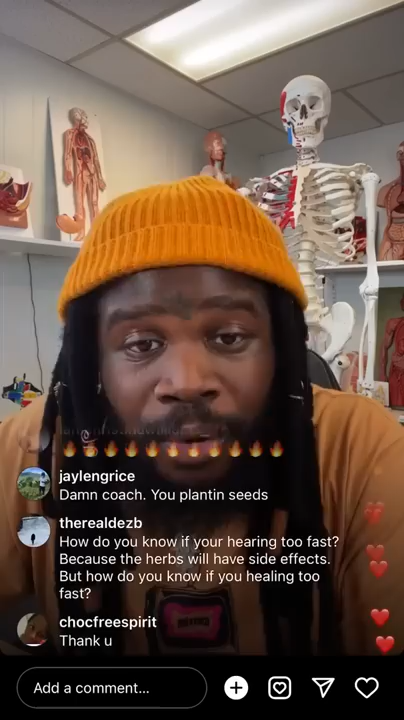 🔥🔥🔥🔥🔥🔥🔥🔥🔥🔥
jaylengrice
Damn coach. You plantin seeds
therealdezb
How do you know if your hearing too fast?
Because the herbs will have side effects.
But how do you know if you healing too
fast?
chocfreespirit
Thank u
Add a comment...